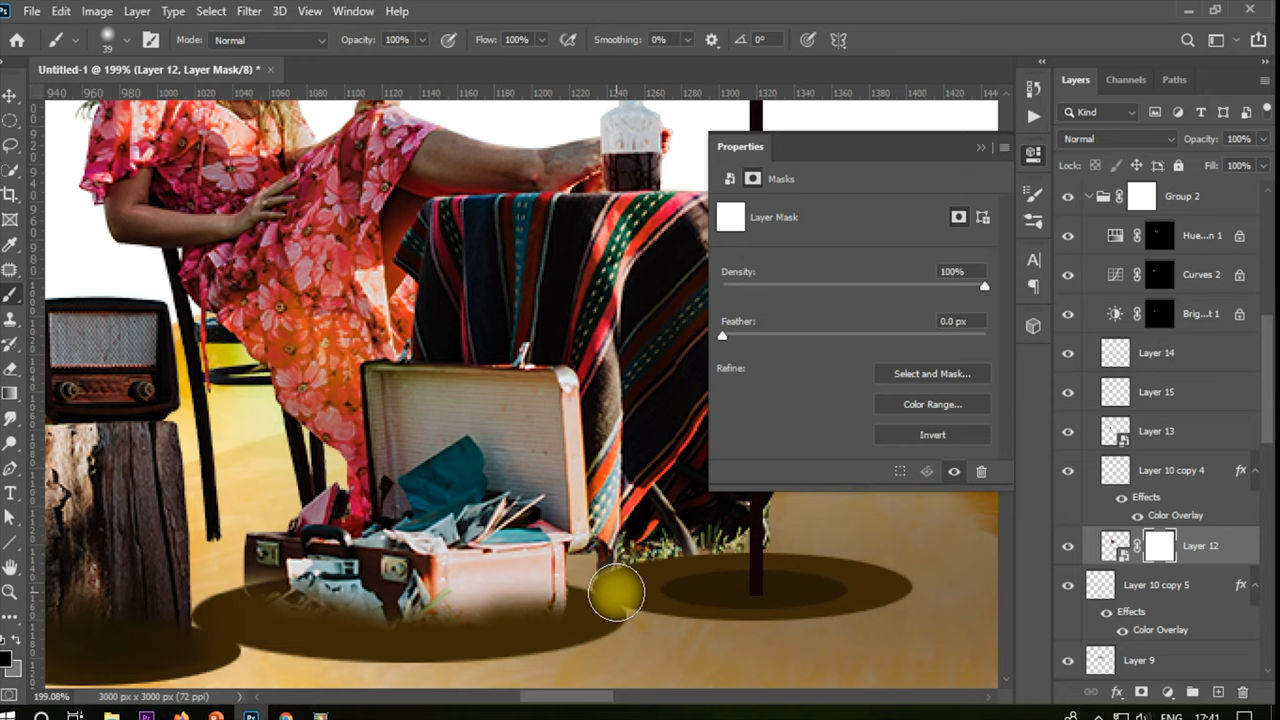 Ps File Edit Image Layer Type Select Filter 3D View Window Help
39 Mode: Normal Opacity: 100% Flow: 100% Smoothing: 0% 0°
Untitled-1 @ 199% (Layer 12, Layer Mask/8) * ×
940 960 980 1000 1020 1040 1060 1080 1100 1120 1140 1160 1180 1200 1220 1240 1260 1280 1300 1320 1340 1360 1380 1400 1420 144
Layers Channels Paths
Kind
Normal Opacity: 100%
Lock: Fill: 100%
Properties
Masks
Layer Mask
Density: 100%
Feather: 0.0 px
Refine: Select and Mask...
Color Range...
Invert
Group 2
Hue...n 1
Curves 2
Brig...t 1
Layer 14
Layer 15
Layer 13
Layer 10 copy 4 fx
Effects
Color Overlay
Layer 12
Layer 10 copy 5 fx
Effects
Color Overlay
Layer 9
199.08% 3000 px x 3000 px (72 ppi)
ENG 17:41